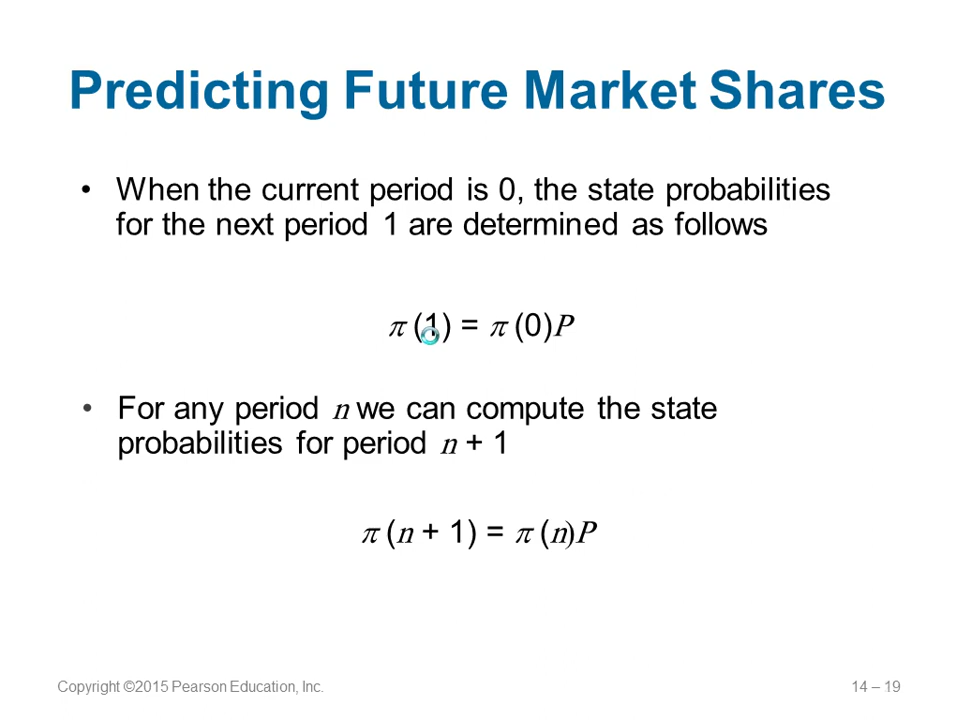 Predicting Future Market Shares
• When the current period is 0, the state probabilities
for the next period 1 are determined as follows
π (1) = π (0)P
• For any period n we can compute the state
probabilities for period n + 1
π (n + 1) = π (n)P
Copyright ©2015 Pearson Education, Inc.
14 – 19